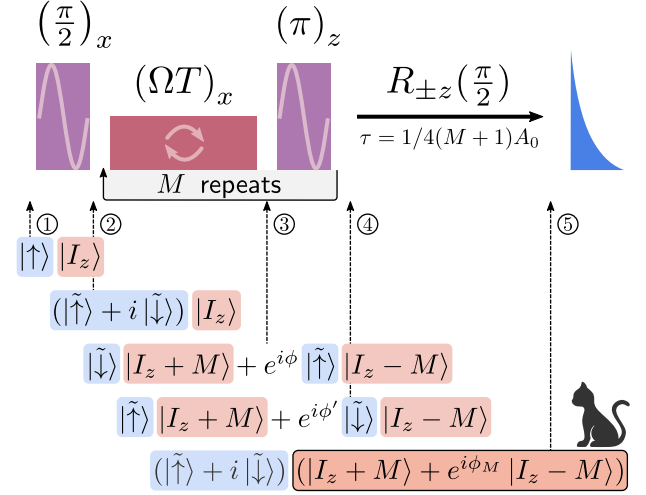 (π/2)_x
(π)_z
(ΩT)_x
R_{±z}(π/2)
τ = 1/4(M + 1)A_0
M repeats
① ② ③ ④ ⑤
|↑⟩ |I_z⟩
(|↑̃⟩ + i |↓̃⟩) |I_z⟩
|↓̃⟩ |I_z + M⟩ + e^{iϕ} |↑̃⟩ |I_z − M⟩
|↑̃⟩ |I_z + M⟩ + e^{iϕ′} |↓̃⟩ |I_z − M⟩
(|↑̃⟩ + i |↓̃⟩) (|I_z + M⟩ + e^{iϕ_M} |I_z − M⟩)